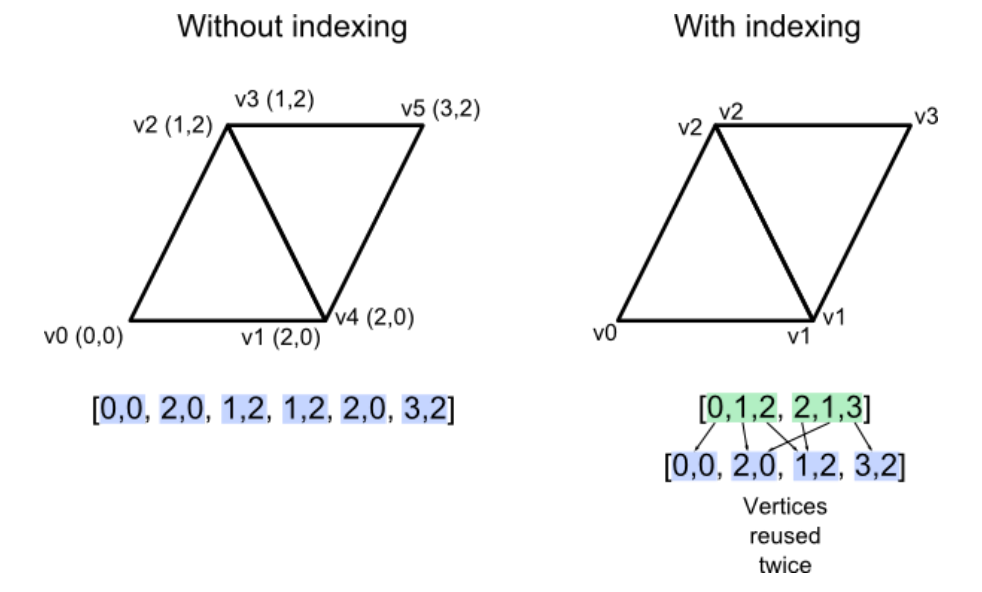 Without indexing
v3 (1,2)
v2 (1,2)
v5 (3,2)
v0 (0,0)
v1 (2,0)
v4 (2,0)
[0,0, 2,0, 1,2, 1,2, 2,0, 3,2]
With indexing
v2
v2
v3
v0
v1
v1
[0,1,2, 2,1,3]
[0,0, 2,0, 1,2, 3,2]
Vertices
reused
twice